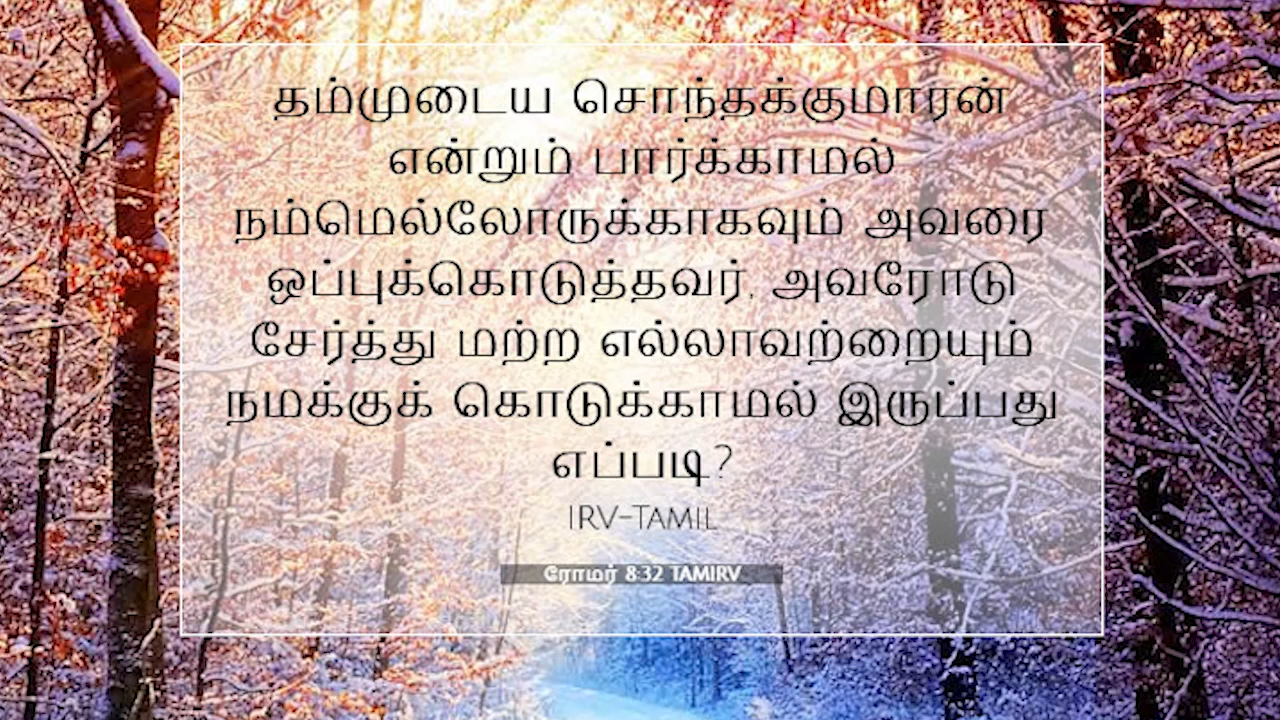 தம்முடைய சொந்தக்குமாரன்
என்றும் பார்க்காமல்
நம்மெல்லோருக்காகவும் அவரை
ஒப்புக்கொடுத்தவர், அவரோடு
சேர்த்து மற்ற எல்லாவற்றையும்
நமக்குக் கொடுக்காமல் இருப்பது
எப்படி?
IRV-TAMIL
ரோமர் 8:32 TAMIRV